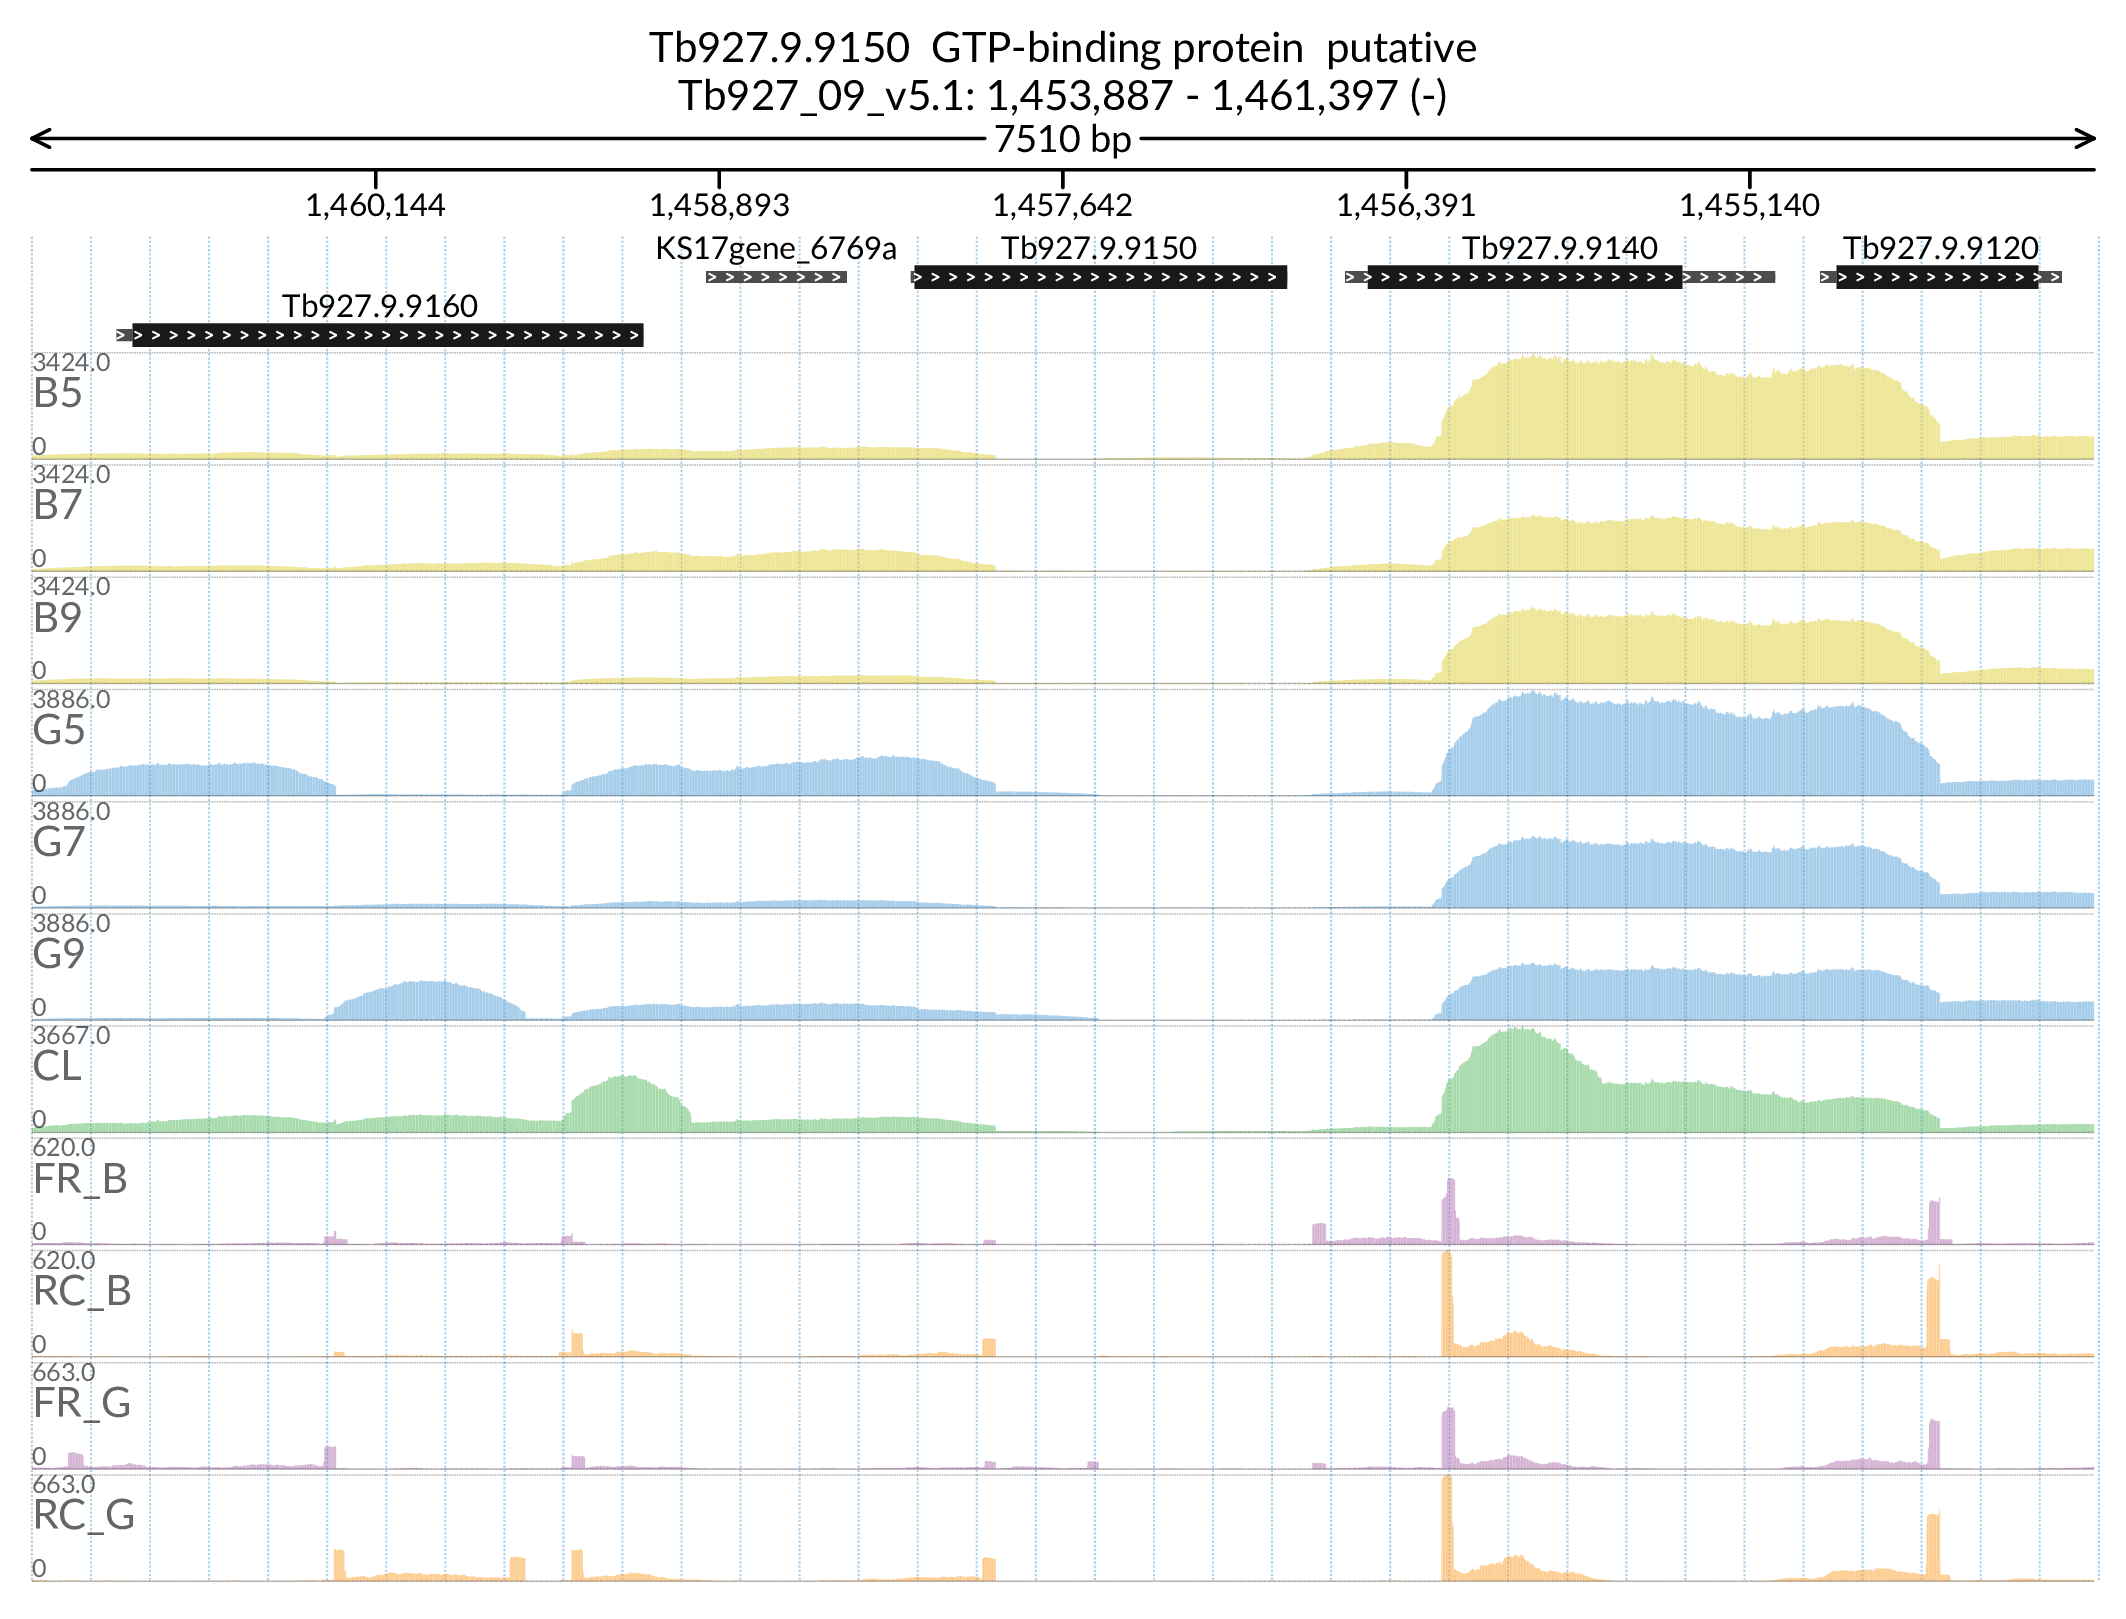 Tb927.9.9150  GTP-binding protein  putative
Tb927_09_v5.1: 1,453,887 - 1,461,397 (-)
7510 bp
1,460,144 1,458,893 1,457,642 1,456,391 1,455,140
KS17gene_6769a Tb927.9.9150 Tb927.9.9140 Tb927.9.9120
Tb927.9.9160
3424.0
B5
0
3424.0
B7
0
3424.0
B9
0
3886.0
G5
0
3886.0
G7
0
3886.0
G9
0
3667.0
CL
0
620.0
FR_B
0
620.0
RC_B
0
663.0
FR_G
0
663.0
RC_G
0